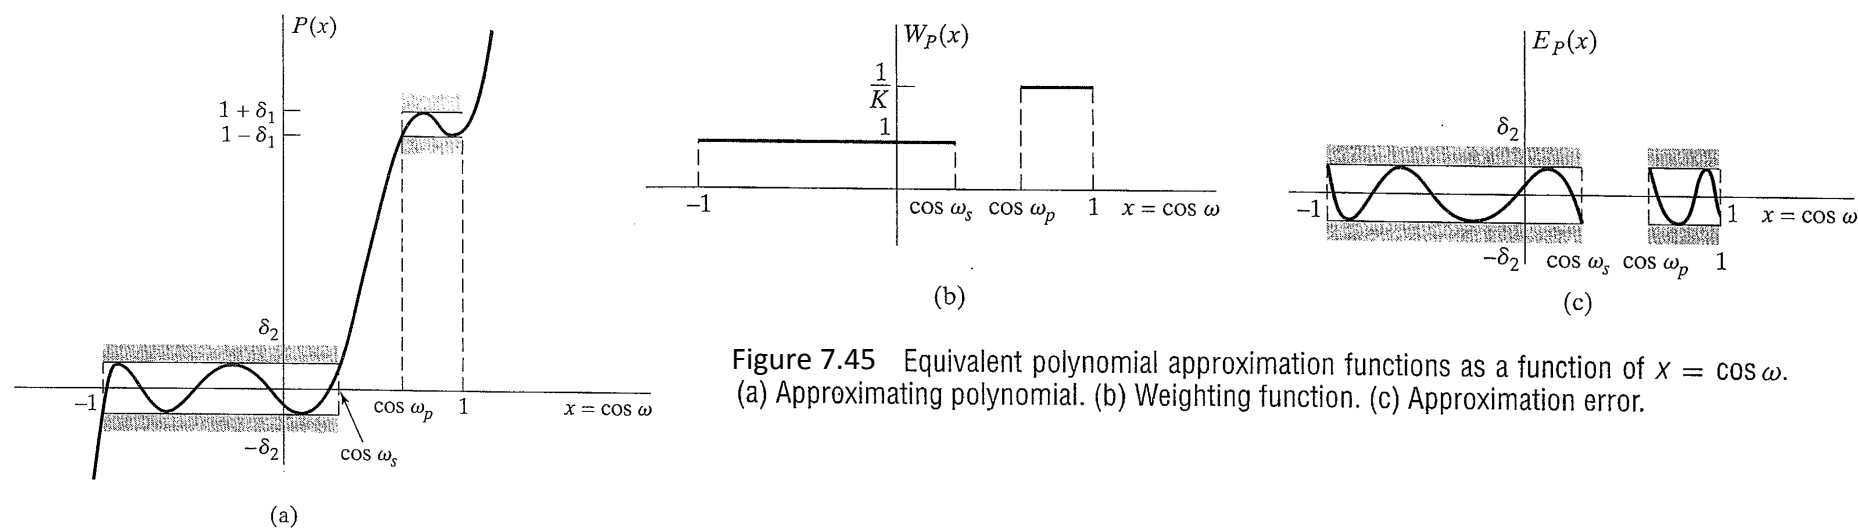 P(x)
1 + δ₁
1 − δ₁
δ₂
−1
cos ωₚ
1
x = cos ω
−δ₂
cos ωₛ
(a)
W_P(x)
1/K
1
−1
cos ωₛ
cos ωₚ
1
x = cos ω
(b)
E_P(x)
δ₂
−1
1
x = cos ω
−δ₂
cos ωₛ
cos ωₚ
1
(c)
Figure 7.45 Equivalent polynomial approximation functions as a function of x = cos ω.
(a) Approximating polynomial. (b) Weighting function. (c) Approximation error.